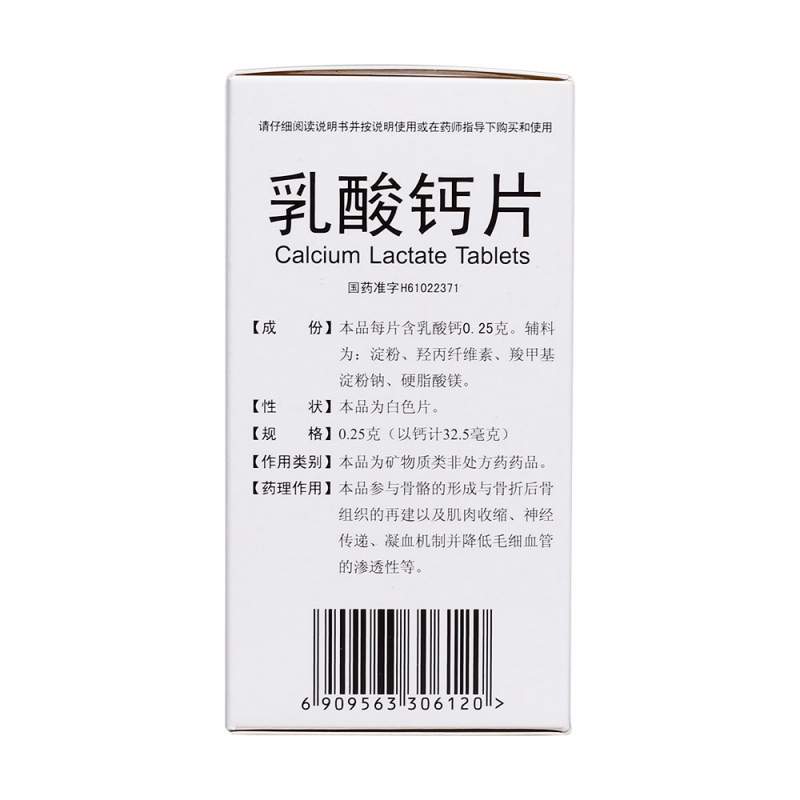 请仔细阅读说明书并按说明使用或在药师指导下购买和使用
乳酸钙片
Calcium Lactate Tablets
国药准字H61022371
【成　份】本品每片含乳酸钙0.25克。辅料
为：淀粉、羟丙纤维素、羧甲基
淀粉钠、硬脂酸镁。
【性　状】本品为白色片。
【规　格】0.25克（以钙计32.5毫克）
【作用类别】本品为矿物质类非处方药药品。
【药理作用】本品参与骨骼的形成与骨折后骨
组织的再建以及肌肉收缩、神经
传递、凝血机制并降低毛细血管
的渗透性等。
6 909563 306120 >